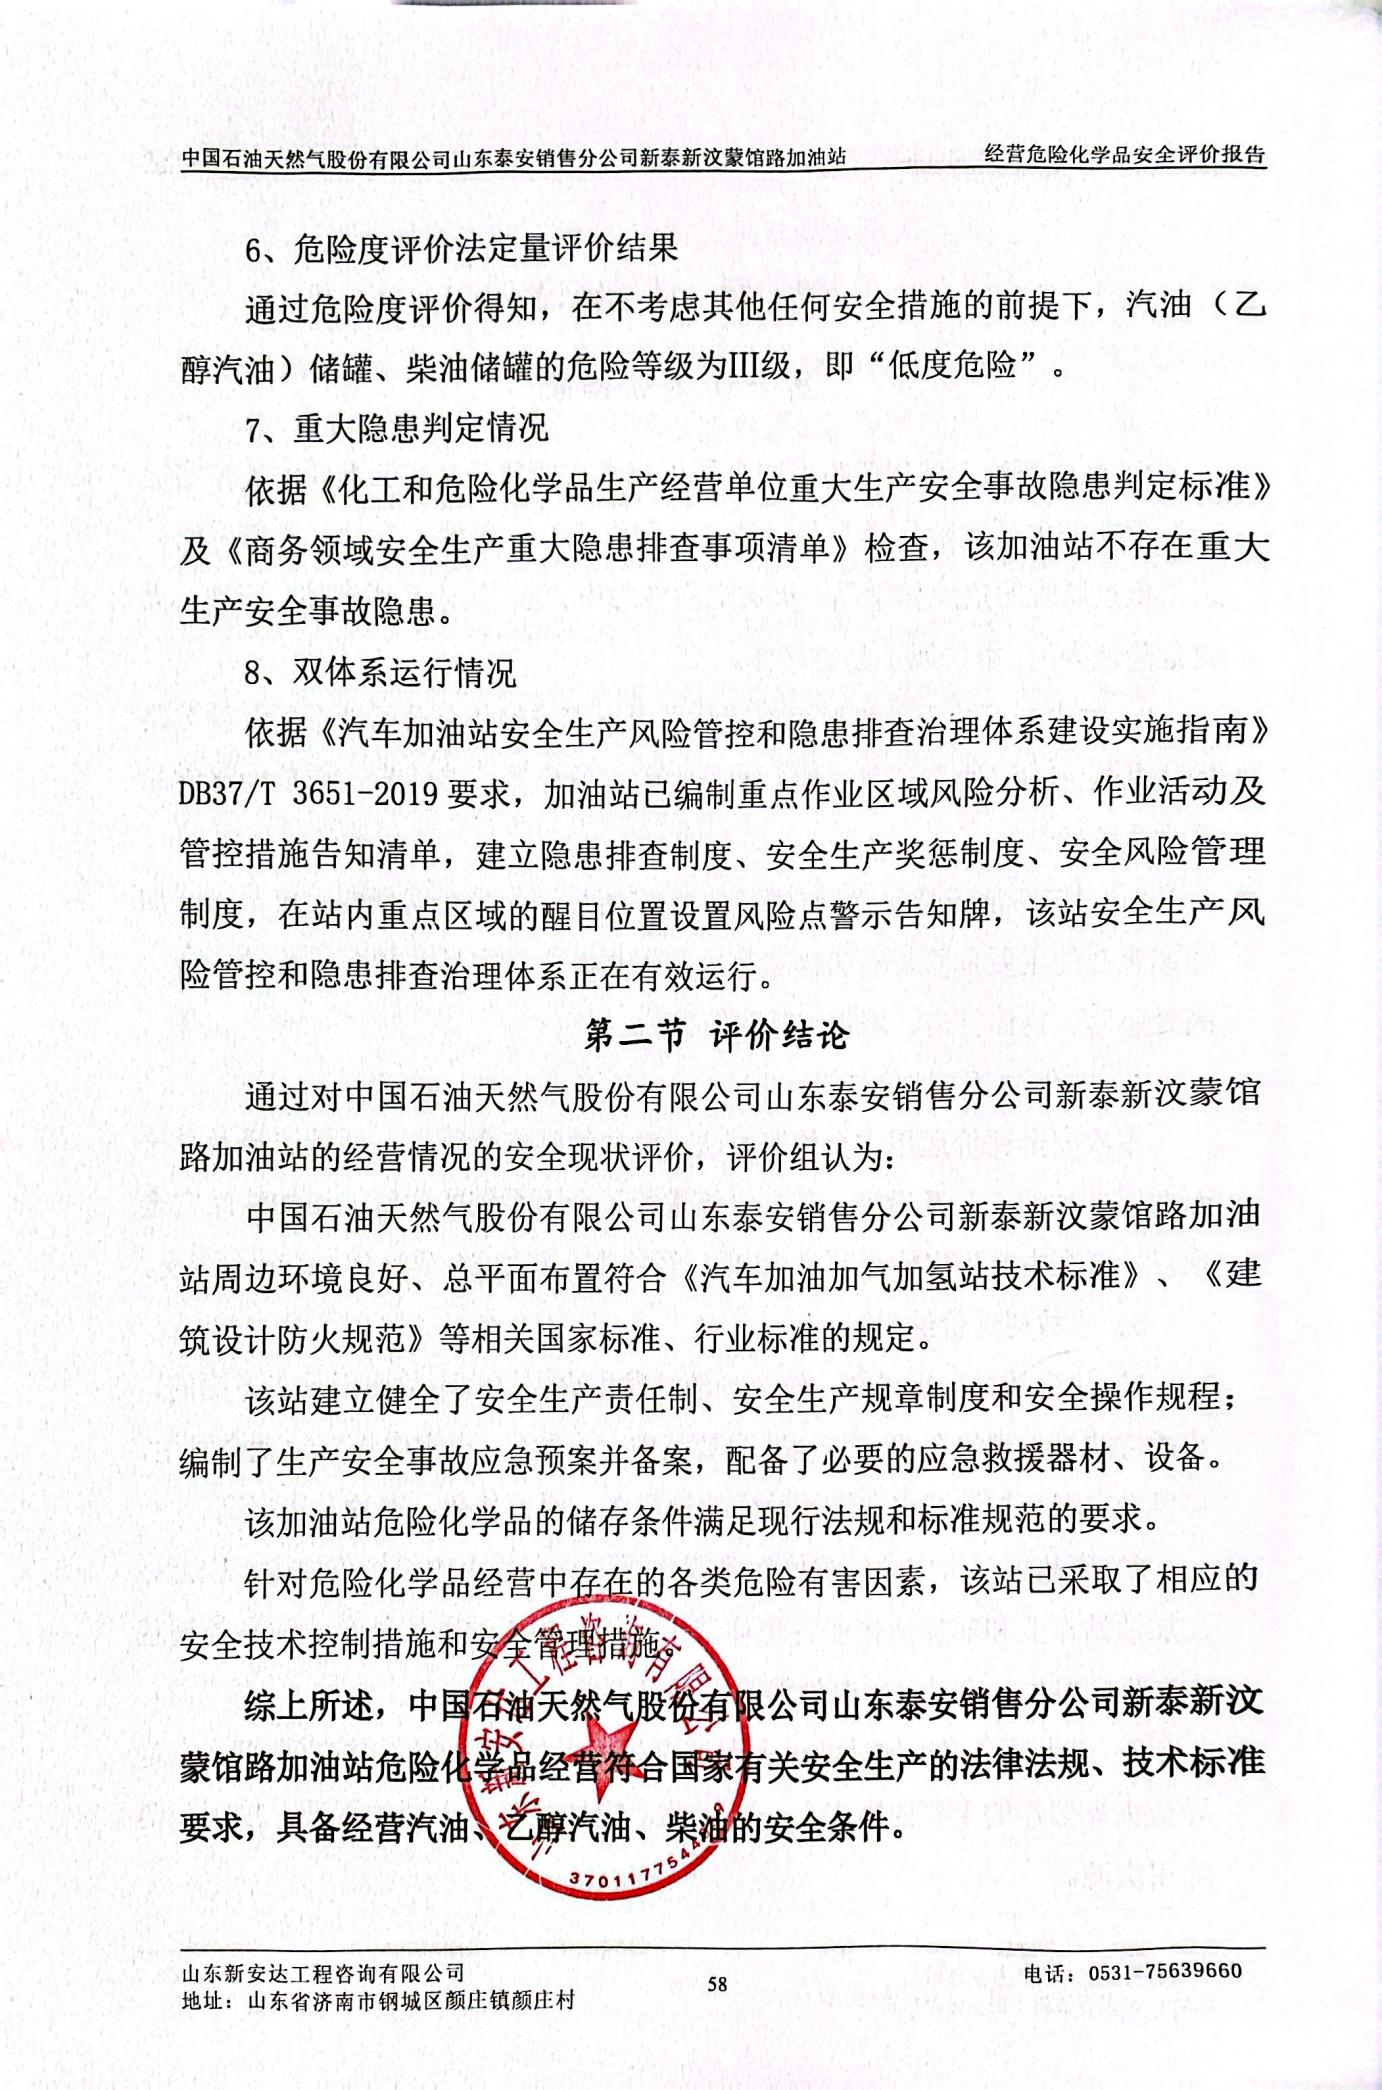 中国石油天然气股份有限公司山东泰安销售分公司新泰新汶蒙馆路加油站 经营危险化学品安全评价报告
6、危险度评价法定量评价结果
通过危险度评价得知，在不考虑其他任何安全措施的前提下，汽油（乙
醇汽油）储罐、柴油储罐的危险等级为III级，即“低度危险”。
7、重大隐患判定情况
依据《化工和危险化学品生产经营单位重大生产安全事故隐患判定标准》
及《商务领域安全生产重大隐患排查事项清单》检查，该加油站不存在重大
生产安全事故隐患。
8、双体系运行情况
依据《汽车加油站安全生产风险管控和隐患排查治理体系建设实施指南》
DB37/T 3651-2019要求，加油站已编制重点作业区域风险分析、作业活动及
管控措施告知清单，建立隐患排查制度、安全生产奖惩制度、安全风险管理
制度，在站内重点区域的醒目位置设置风险点警示告知牌，该站安全生产风
险管控和隐患排查治理体系正在有效运行。
第二节 评价结论
通过对中国石油天然气股份有限公司山东泰安销售分公司新泰新汶蒙馆
路加油站的经营情况的安全现状评价，评价组认为：
中国石油天然气股份有限公司山东泰安销售分公司新泰新汶蒙馆路加油
站周边环境良好、总平面布置符合《汽车加油加气加氢站技术标准》、《建
筑设计防火规范》等相关国家标准、行业标准的规定。
该站建立健全了安全生产责任制、安全生产规章制度和安全操作规程；
编制了生产安全事故应急预案并备案，配备了必要的应急救援器材、设备。
该加油站危险化学品的储存条件满足现行法规和标准规范的要求。
针对危险化学品经营中存在的各类危险有害因素，该站已采取了相应的
安全技术控制措施和安全管理措施。
综上所述，中国石油天然气股份有限公司山东泰安销售分公司新泰新汶
蒙馆路加油站危险化学品经营符合国家有关安全生产的法律法规、技术标准
要求，具备经营汽油、乙醇汽油、柴油的安全条件。
山东新安达工程咨询有限公司
山东新安达工程咨询有限公司
地址：山东省济南市钢城区颜庄镇颜庄村
58
电话：0531-75639660